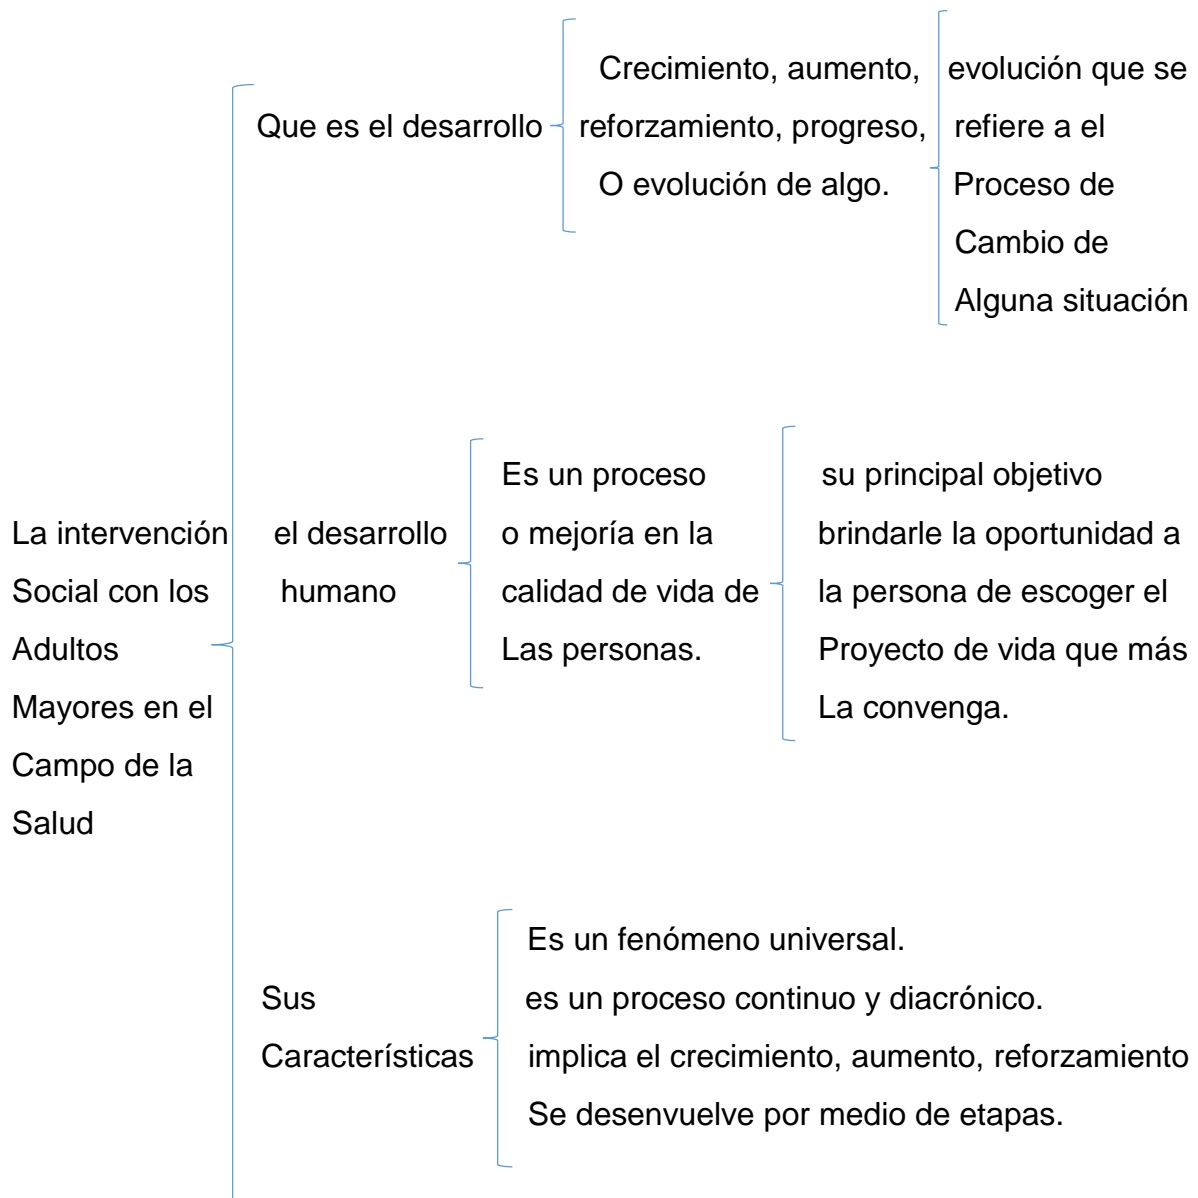 La intervención
Social con los
Adultos
Mayores en el
Campo de la
Salud
Que es el desarrollo
Crecimiento, aumento,
reforzamiento, progreso,
O evolución de algo.
evolución que se
refiere a el
Proceso de
Cambio de
Alguna situación
el desarrollo
humano
Es un proceso
o mejoría en la
calidad de vida de
Las personas.
su principal objetivo
brindarle la oportunidad a
la persona de escoger el
Proyecto de vida que más
La convenga.
Sus
Características
Es un fenómeno universal.
es un proceso continuo y diacrónico.
implica el crecimiento, aumento, reforzamiento
Se desenvuelve por medio de etapas.